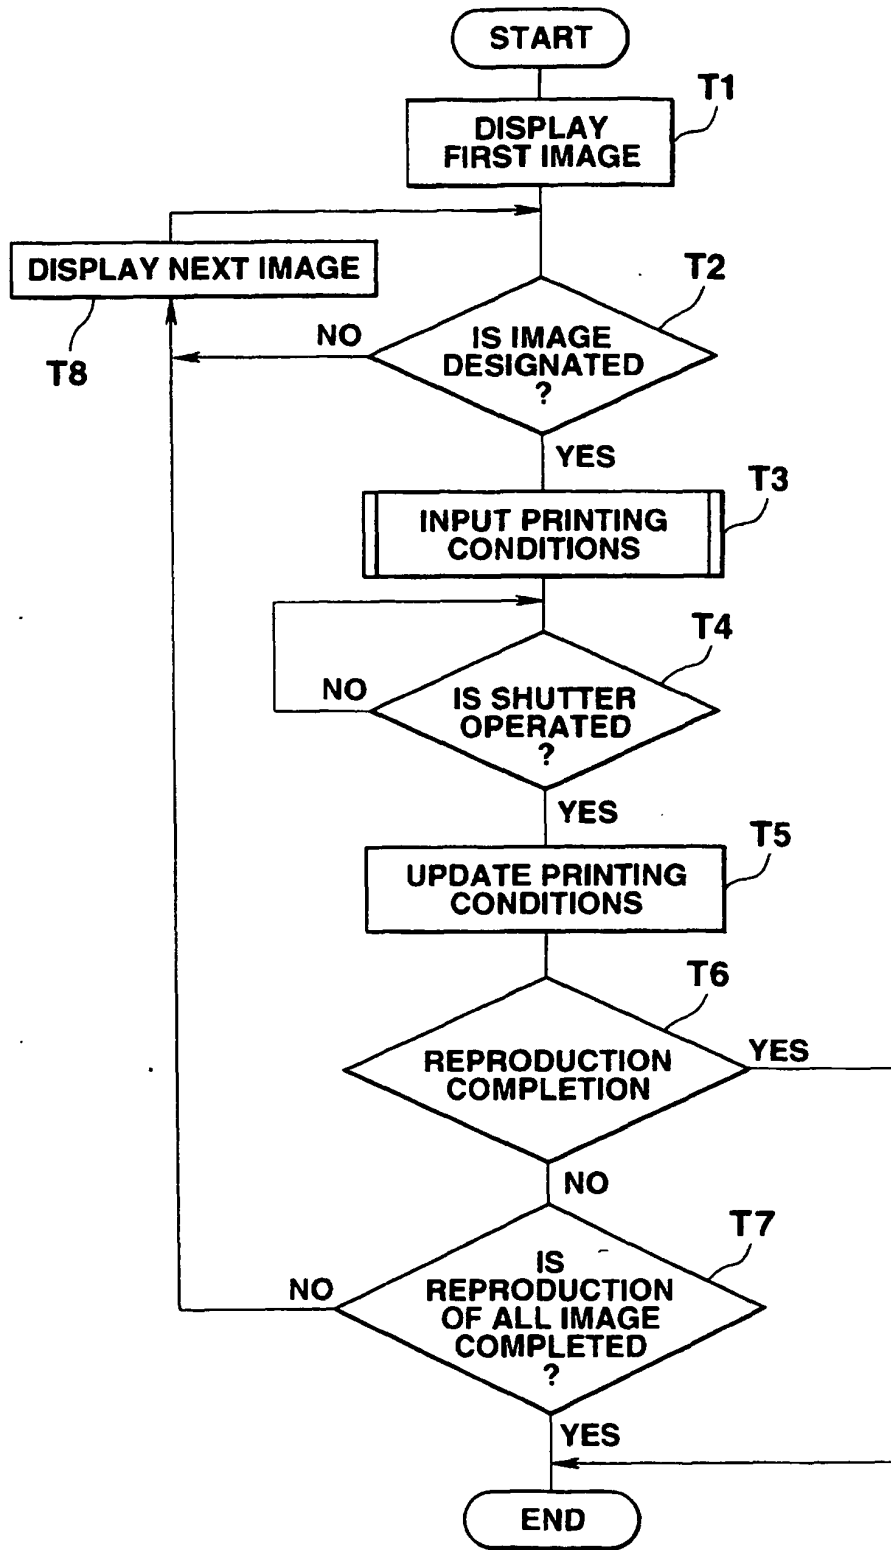 START
T1
DISPLAY
FIRST IMAGE
DISPLAY NEXT IMAGE
T8
T2
NO
IS IMAGE
DESIGNATED
?
YES
T3
INPUT PRINTING
CONDITIONS
T4
NO
IS SHUTTER
OPERATED
?
YES
T5
UPDATE PRINTING
CONDITIONS
T6
REPRODUCTION
COMPLETION
YES
NO
T7
NO
IS
REPRODUCTION
OF ALL IMAGE
COMPLETED
?
YES
END